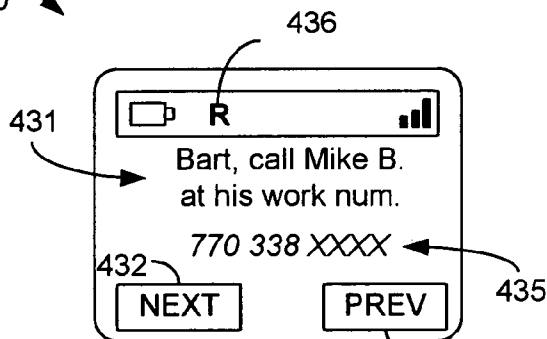 436
R
431
Bart, call Mike B.
at his work num.
770 338 XXXX
432
435
NEXT PREV